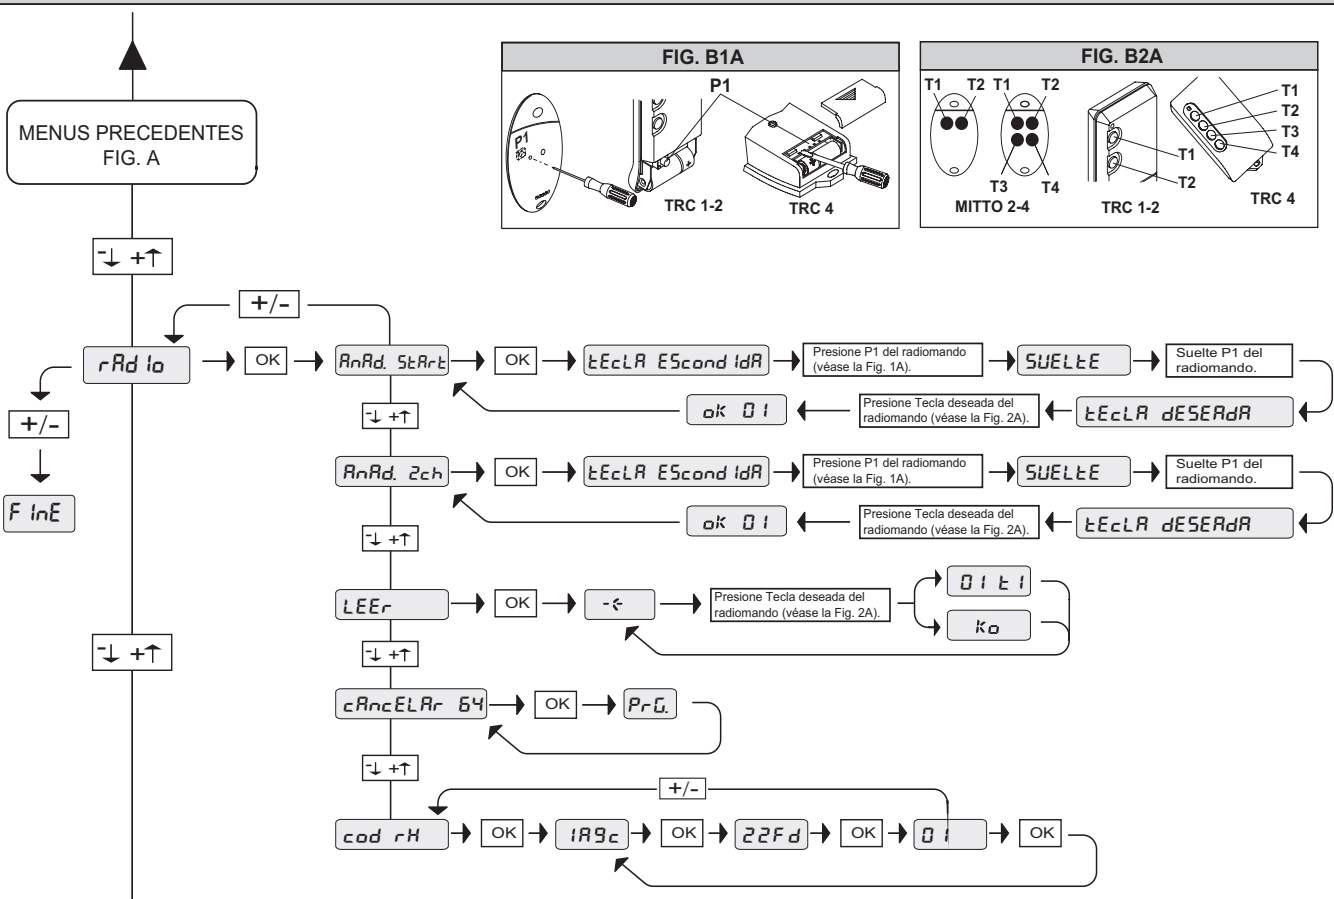 FIG. B1A
P1
P1
TRC 1-2
TRC 4
FIG. B2A
T1 T2 T1 T2
T3 T4
MITTO 2-4
T1
T2
TRC 1-2
T1
T2
T3
T4
TRC 4
MENUS PRECEDENTES
FIG. A
-↓ +↑
+/-
rAdIo
OK
AnAd. StArt
OK
tEcLA EScondIdA
Presione P1 del radiomando
(véase la Fig. 1A).
SUELtE
Suelte P1 del
radiomando.
tEcLA dESEAdA
Presione Tecla deseada del
radiomando (véase la Fig. 2A).
oK 01
+/-
FInE
-↓ +↑
AnAd. 2ch
OK
tEcLA EScondIdA
Presione P1 del radiomando
(véase la Fig. 1A).
SUELtE
Suelte P1 del
radiomando.
tEcLA dESEAdA
Presione Tecla deseada del
radiomando (véase la Fig. 2A).
oK 01
-↓ +↑
LEEr
OK
Presione Tecla deseada del
radiomando (véase la Fig. 2A).
01 t1
Ko
-↓ +↑
-↓ +↑
cAncELAr 64
OK
PrG.
-↓ +↑
+/-
cod rH
OK
1A9c
OK
22Fd
OK
01
OK